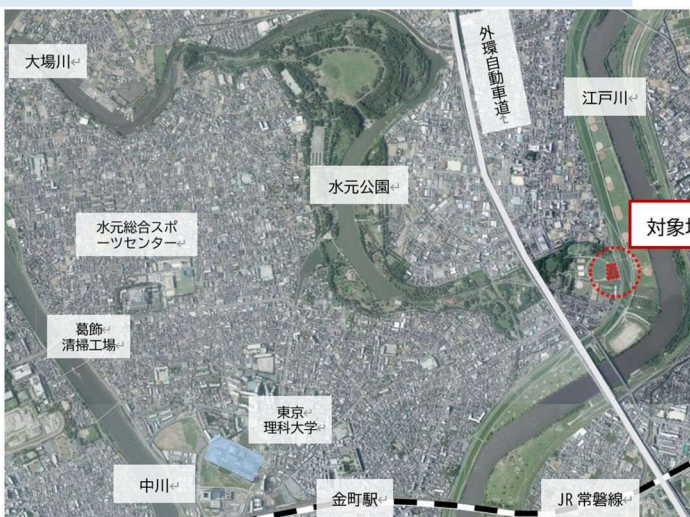 大場川
外環自動車道
江戸川
水元公園
水元総合スポ
ーツセンター
対象地
葛飾
清掃工場
東京
理科大学
中川
金町駅
JR 常磐線